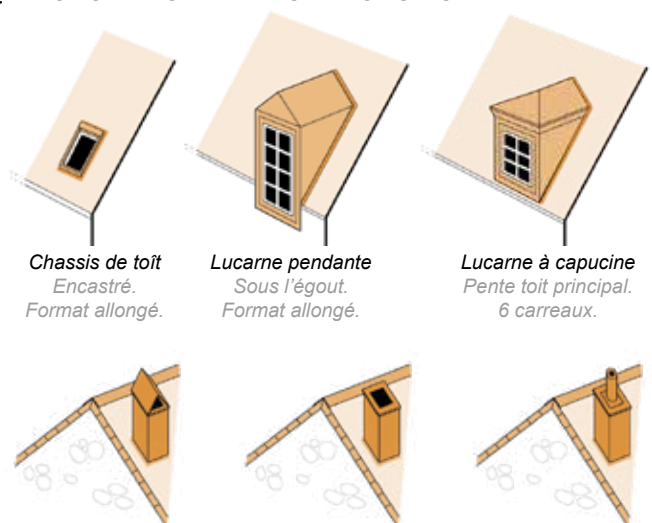 Chassis de toît
Encastré.
Format allongé.
Lucarne pendante
Sous l'égout.
Format allongé.
Lucarne à capucine
Pente toit principal.
6 carreaux.